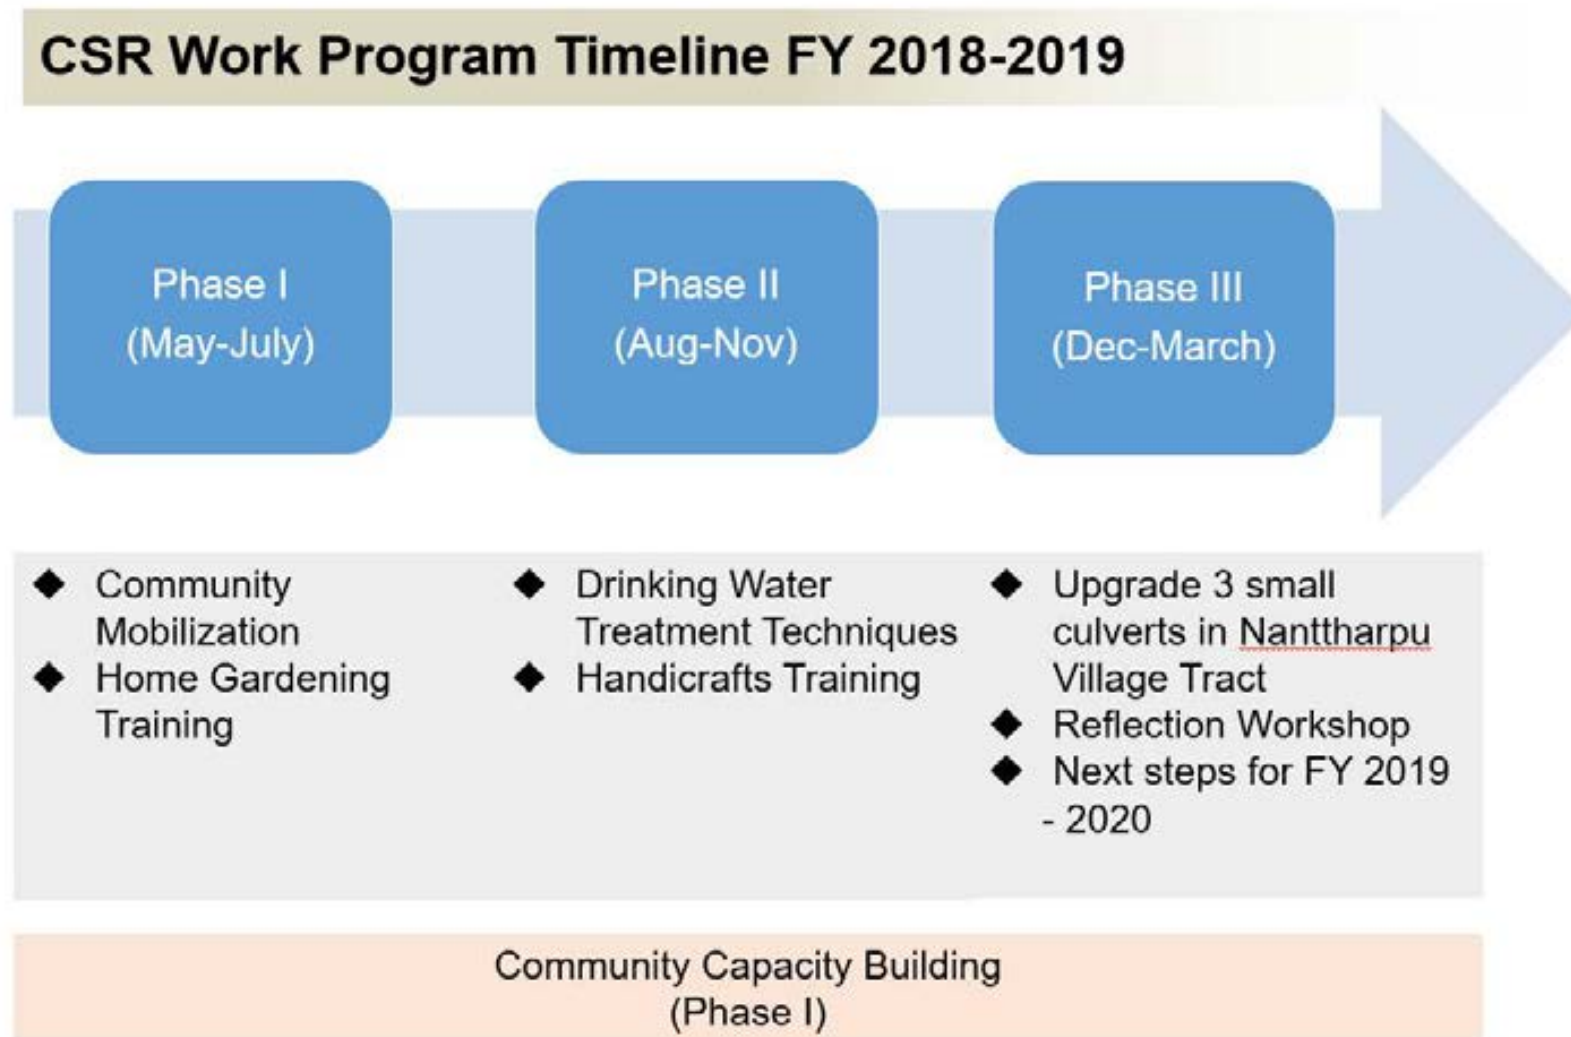 CSR Work Program Timeline FY 2018-2019
Phase I
(May-July)
Phase II
(Aug-Nov)
Phase III
(Dec-March)
◆ Community
Mobilization
◆ Home Gardening
Training
◆ Drinking Water
Treatment Techniques
◆ Handicrafts Training
◆ Upgrade 3 small
culverts in Nanttharpu
Village Tract
◆ Reflection Workshop
◆ Next steps for FY 2019
- 2020
Community Capacity Building
(Phase I)